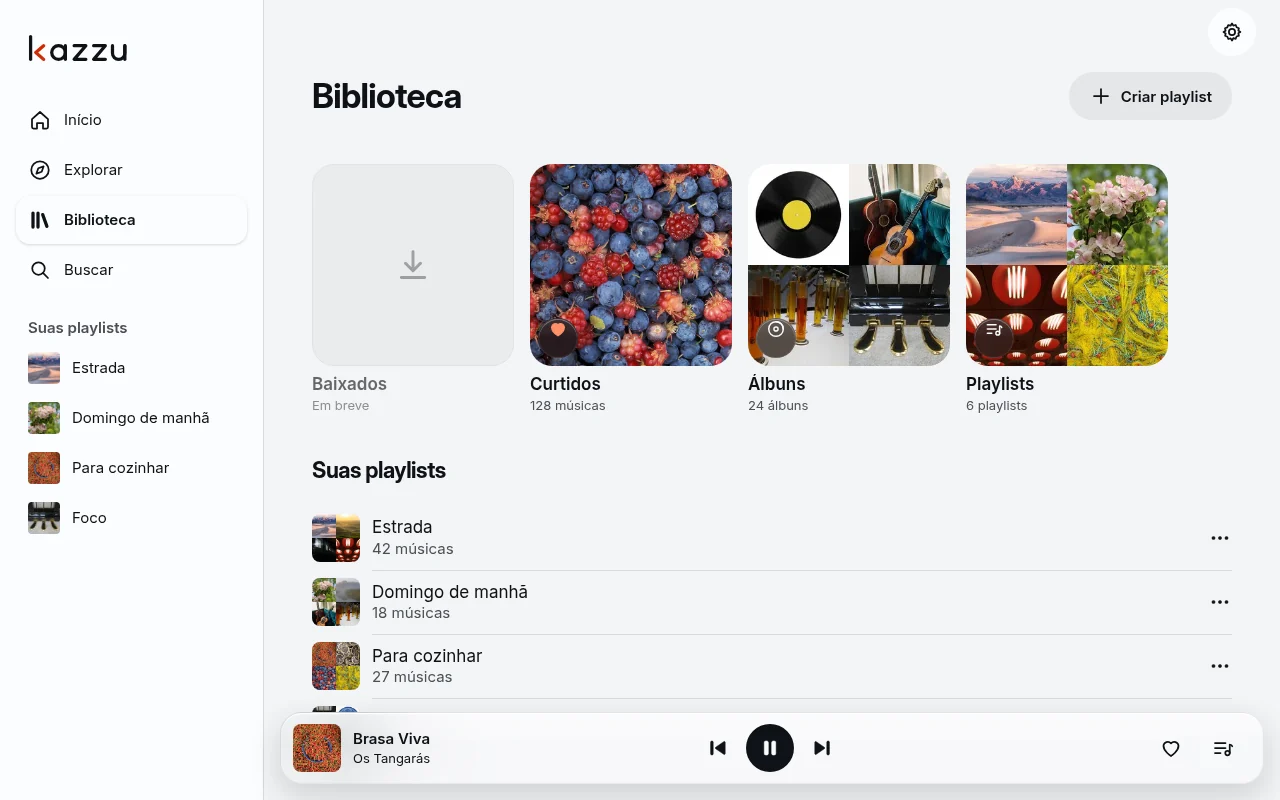 kazzu
Início
Explorar
Biblioteca
Buscar
Suas playlists
Estrada
Domingo de manhã
Para cozinhar
Foco
Biblioteca
Criar playlist
Baixados
Em breve
Curtidos
128 músicas
Álbuns
24 álbuns
Playlists
6 playlists
Suas playlists
Estrada
42 músicas
Domingo de manhã
18 músicas
Para cozinhar
27 músicas
Brasa Viva
Os Tangarás